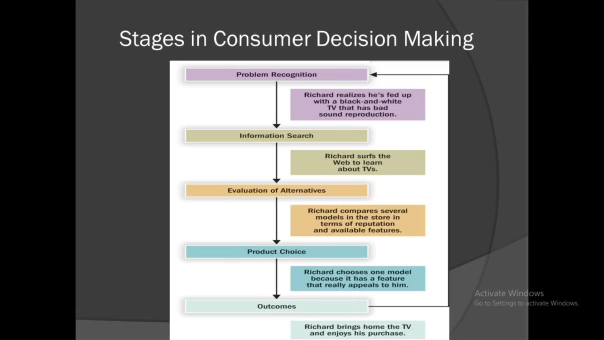 Stages in Consumer Decision Making
Problem Recognition
Richard realizes he's fed up
with a black-and-white
TV that has bad
sound reproduction.
Information Search
Richard surfs the
Web to learn
about TVs.
Evaluation of Alternatives
Richard compares several
models in the store in
terms of reputation
and available features.
Product Choice
Richard chooses one model
because it has a feature
that really appeals to him.
Outcomes
Richard brings home the TV
and enjoys his purchase.
Activate Windows
Go to Settings to activate Windows.